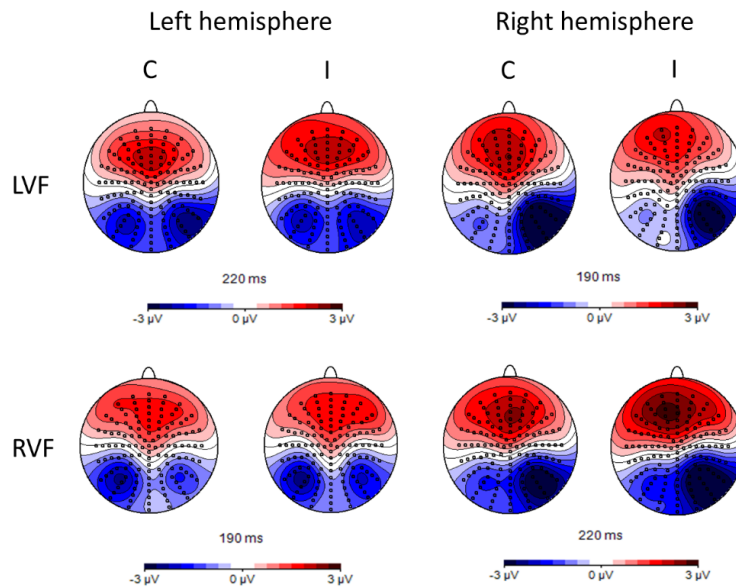 Left hemisphere Right hemisphere
C I C I
LVF
220 ms 190 ms
-3 µV 0 µV 3 µV -3 µV 0 µV 3 µV
RVF
190 ms 220 ms
-3 µV 0 µV 3 µV -3 µV 0 µV 3 µV